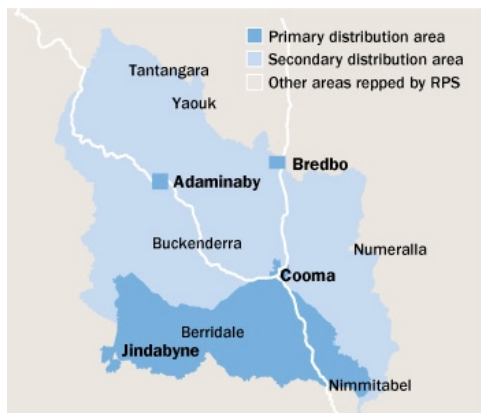 Primary distribution area
Secondary distribution area
Other areas repped by RPS
Tantangara
Yaouk
Bredbo
Adaminaby
Buckenderra
Numeralla
Cooma
Berridale
Jindabyne
Nimmitabel